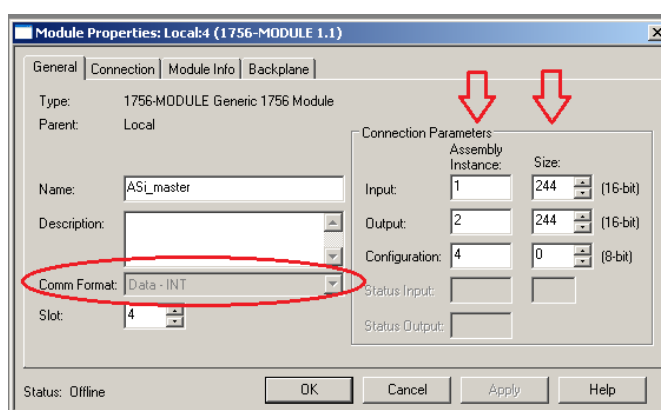 Module Properties: Local:4 (1756-MODULE 1.1)
General Connection Module Info Backplane
Type: 1756-MODULE Generic 1756 Module
Parent: Local
Connection Parameters
Assembly
Instance: Size:
Name: ASi_master
Input: 1 244 (16-bit)
Description:
Output: 2 244 (16-bit)
Configuration: 4 0 (8-bit)
Comm Format: Data - INT
Status Input:
Slot: 4
Status Output:
Status: Offline
OK Cancel Apply Help